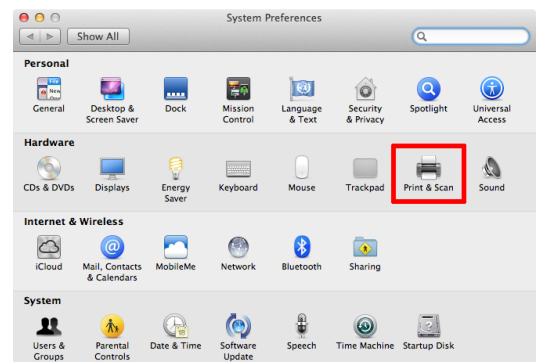 System Preferences
Show All
Personal
General
Desktop & Screen Saver
Dock
Mission Control
Language & Text
Security & Privacy
Spotlight
Universal Access
Hardware
CDs & DVDs
Displays
Energy Saver
Keyboard
Mouse
Trackpad
Print & Scan
Sound
Internet & Wireless
iCloud
Mail, Contacts & Calendars
MobileMe
Network
Bluetooth
Sharing
System
Users & Groups
Parental Controls
Date & Time
Software Update
Speech
Time Machine
Startup Disk